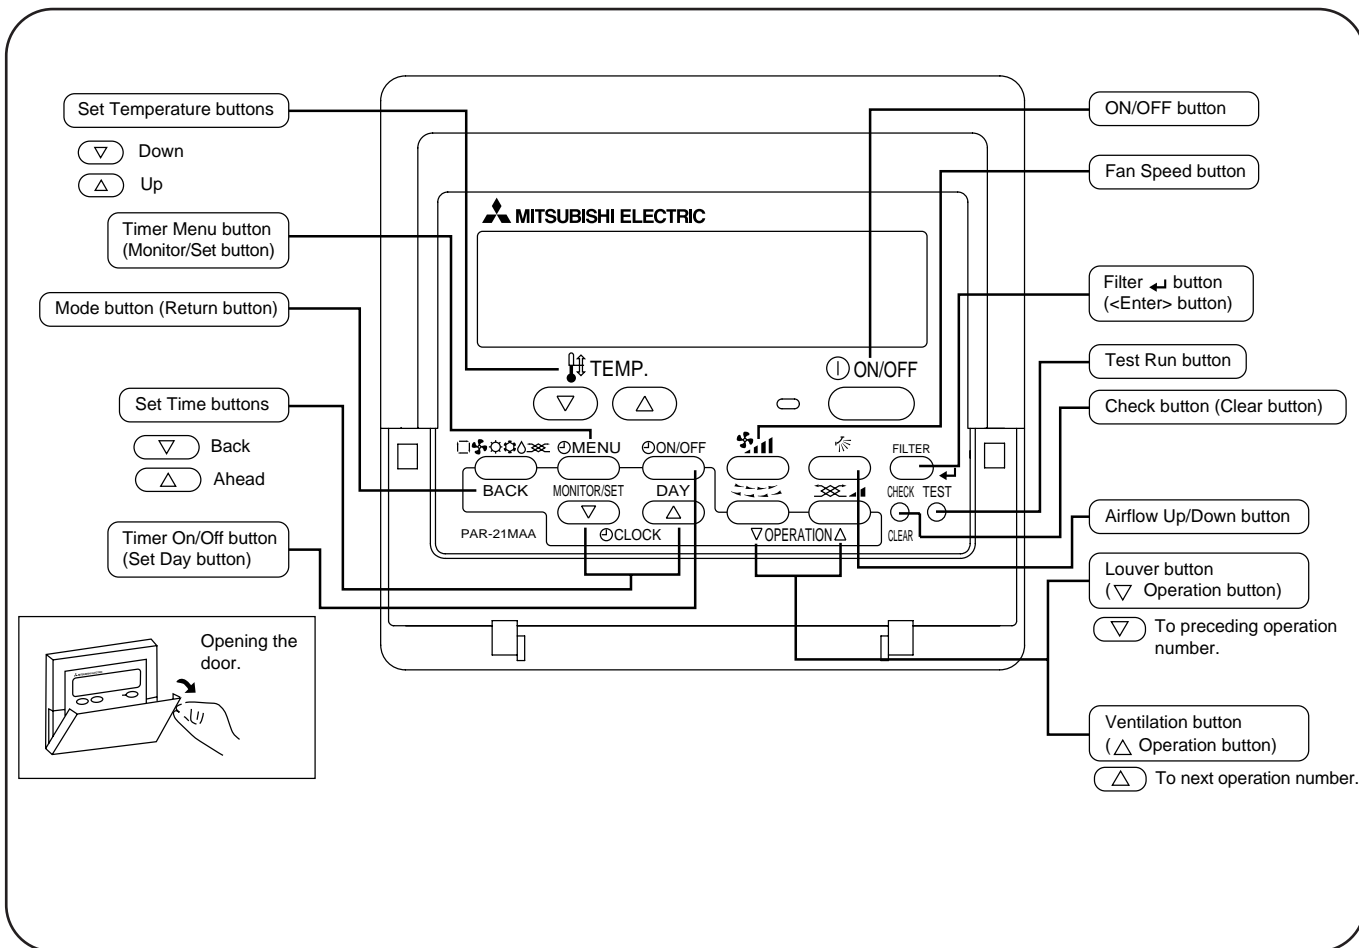 Set Temperature buttons
▽ Down
△ Up
Timer Menu button
(Monitor/Set button)
Mode button (Return button)
Set Time buttons
▽ Back
△ Ahead
Timer On/Off button
(Set Day button)
Opening the
door.
MITSUBISHI ELECTRIC
TEMP.
ON/OFF
▽ △
MENU
ON/OFF
FILTER
BACK
MONITOR/SET
DAY
CHECK
TEST
▽ △
PAR-21MAA
CLOCK
▽ OPERATION △
CLEAR
ON/OFF button
Fan Speed button
Filter ↵ button
(<Enter> button)
Test Run button
Check button (Clear button)
Airflow Up/Down button
Louver button
(▽ Operation button)
▽ To preceding operation
number.
Ventilation button
(△ Operation button)
△ To next operation number.